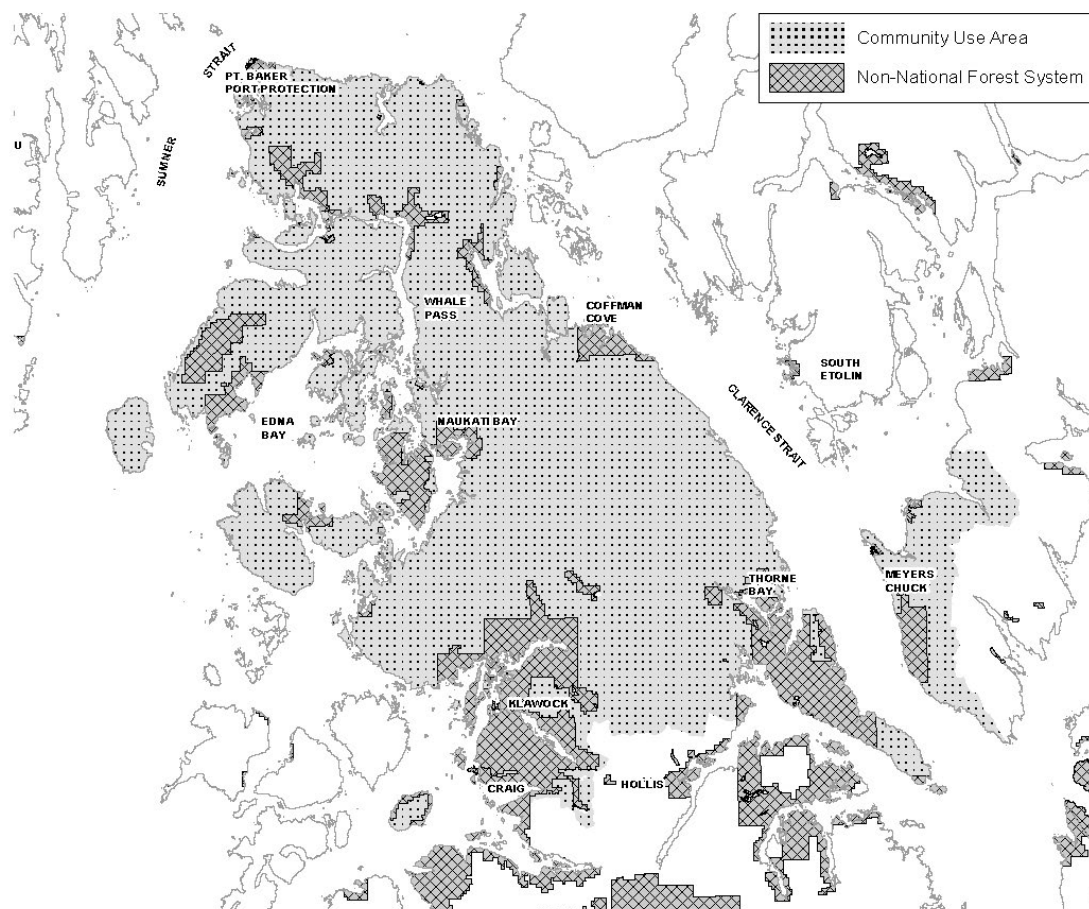 Community Use Area
Non-National Forest System
STRAIT
PT. BAKER
PORT PROTECTION
U
SUMNER
WHALE
PASS
COFFMAN
COVE
SOUTH
ETOLIN
CLARENCE STRAIT
EDNA
BAY
NAUKATI BAY
THORNE
BAY
MEYERS
CHUCK
KLAWOCK
CRAIG
HOLLIS